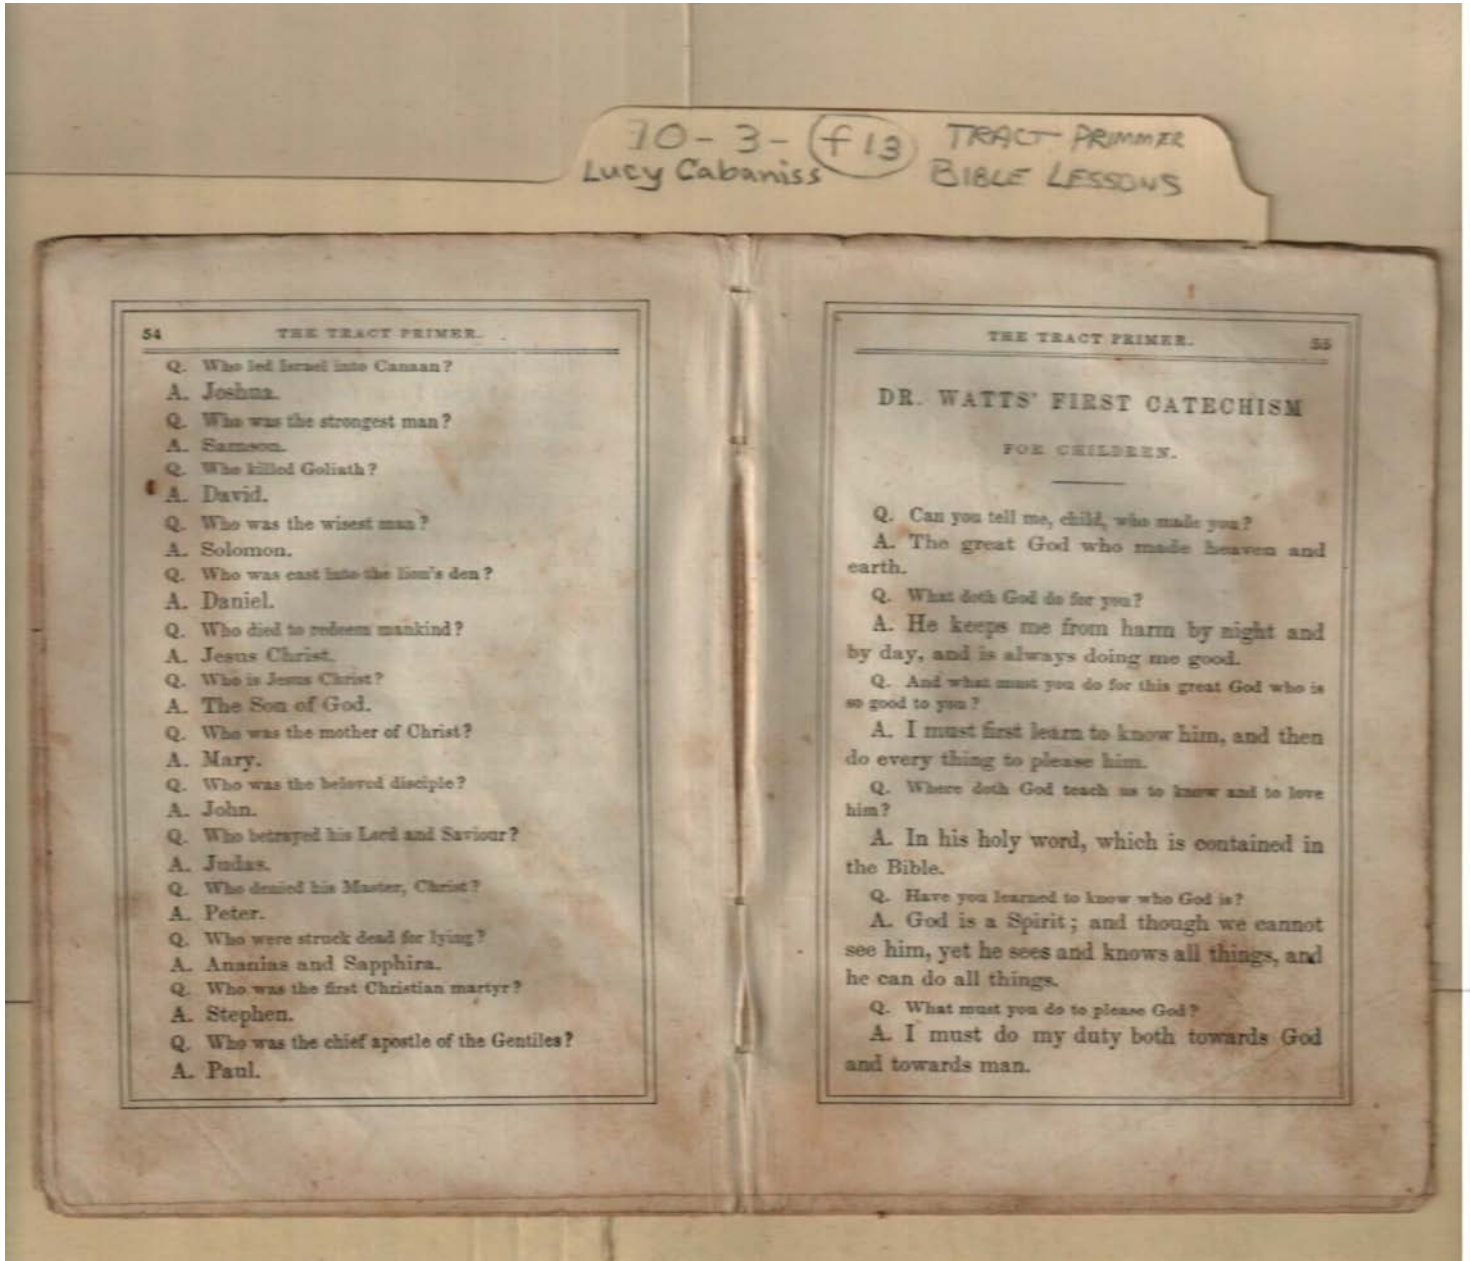 10-3-f13 TRACT PRIMMER
Lucy Cabaniss BIBLE LESSONS
54 THE TRACT PRIMER.
Q. Who led Israel into Canaan?
A. Joshua.
Q. Who was the strongest man?
A. Samson.
Q. Who killed Goliath?
A. David.
Q. Who was the wisest man?
A. Solomon.
Q. Who was cast into the lion's den?
A. Daniel.
Q. Who died to redeem mankind?
A. Jesus Christ.
Q. Who is Jesus Christ?
A. The Son of God.
Q. Who was the mother of Christ?
A. Mary.
Q. Who was the beloved disciple?
A. John.
Q. Who betrayed his Lord and Saviour?
A. Judas.
Q. Who denied his Master, Christ?
A. Peter.
Q. Who were struck dead for lying?
A. Ananias and Sapphira.
Q. Who was the first Christian martyr?
A. Stephen.
Q. Who was the chief apostle of the Gentiles?
A. Paul.
THE TRACT PRIMER. 55
DR. WATTS' FIRST CATECHISM
FOR CHILDREN.
Q. Can you tell me, child, who made you?
A. The great God who made heaven and
earth.
Q. What doth God do for you?
A. He keeps me from harm by night and
by day, and is always doing me good.
Q. And what must you do for this great God who is
so good to you?
A. I must first learn to know him, and then
do every thing to please him.
Q. Where doth God teach us to know and to love
him?
A. In his holy word, which is contained in
the Bible.
Q. Have you learned to know who God is?
A. God is a Spirit; and though we cannot
see him, yet he sees and knows all things, and
he can do all things.
Q. What must you do to please God?
A. I must do my duty both towards God
and towards man.